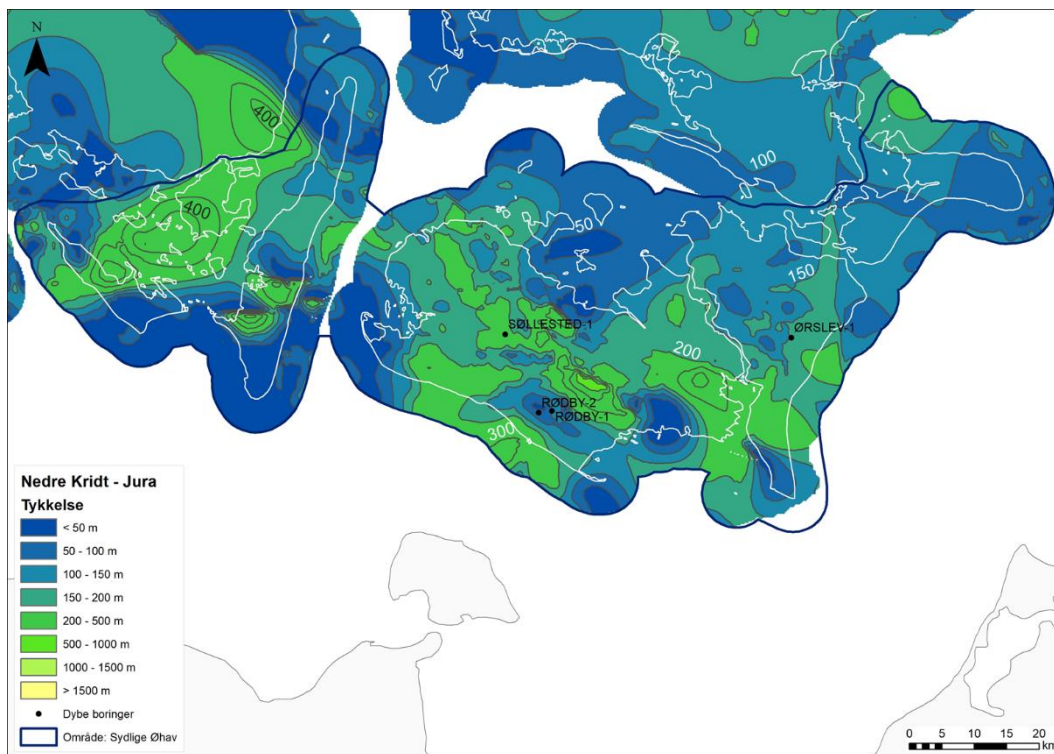 N
400
400
100
50
150
SØLLESTED-1
ØRSLEV-1
200
RØDBY-2
RØDBY-1
300
Nedre Kridt - Jura
Tykkelse
< 50 m
50 - 100 m
100 - 150 m
150 - 200 m
200 - 500 m
500 - 1000 m
1000 - 1500 m
> 1500 m
Dybe boringer
Område: Sydlige Øhav
0 5 10 15 20
km